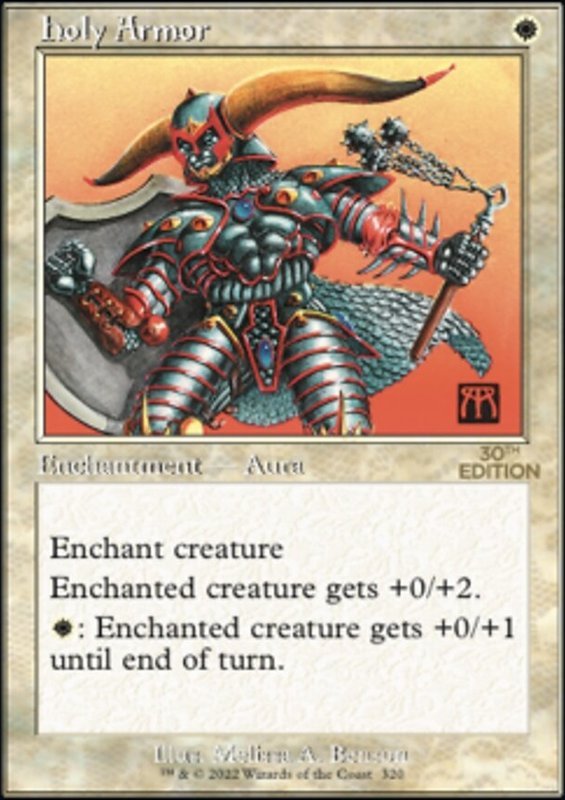 Holy Armor
Enchantment — Aura
30TH
EDITION
Enchant creature
Enchanted creature gets +0/+2.
: Enchanted creature gets +0/+1
until end of turn.
Illus. Melissa A. Benson
™ & © 2022 Wizards of the Coast 320